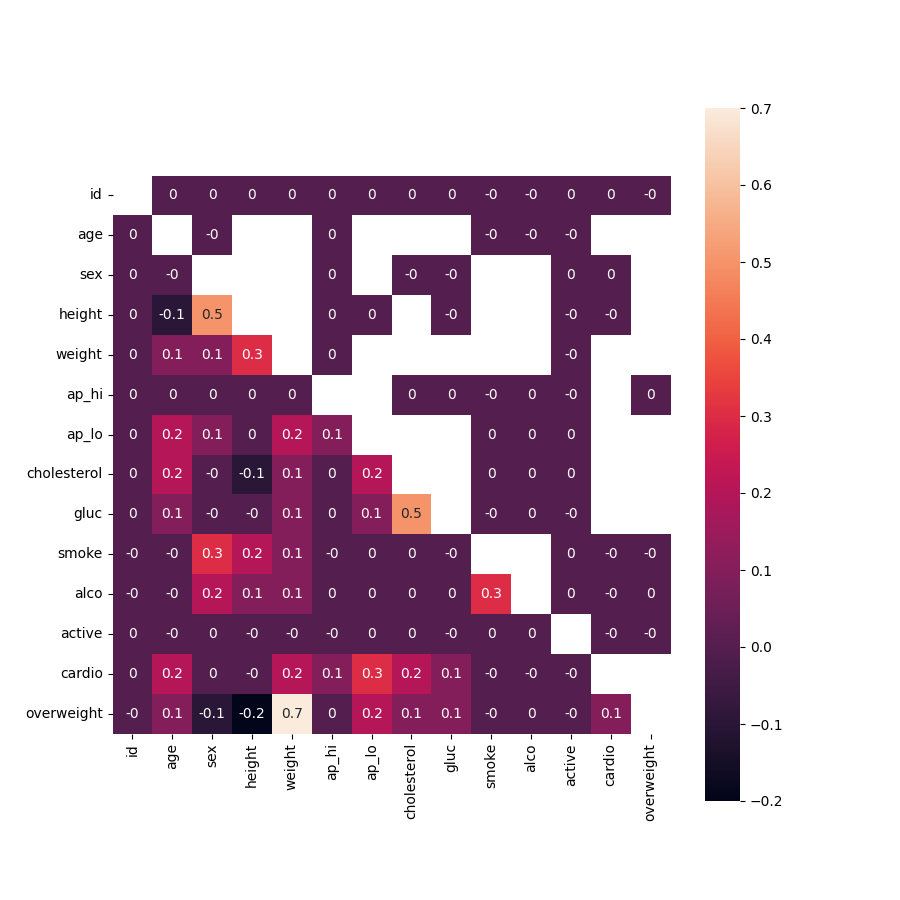 0.7
0.6
0.5
0.4
0.3
0.2
0.1
0.0
−0.1
−0.2
id 0 0 0 0 0 0 0 0 -0 -0 0 0 -0
age 0 -0 0 -0 -0 -0
sex 0 -0 0 -0 -0 0 0
height 0 -0.1 0.5 0 0 -0 -0 -0
weight 0 0.1 0.1 0.3 0 -0
ap_hi 0 0 0 0 0 0 0 -0 0 -0 0
ap_lo 0 0.2 0.1 0 0.2 0.1 0 0 0
cholesterol 0 0.2 -0 -0.1 0.1 0 0.2 0 0 0
gluc 0 0.1 -0 -0 0.1 0 0.1 0.5 -0 0 -0
smoke -0 -0 0.3 0.2 0.1 -0 0 0 -0 0 -0 -0
alco -0 -0 0.2 0.1 0.1 0 0 0 0 0.3 0 -0 0
active 0 -0 0 -0 -0 -0 0 0 -0 0 0 -0 -0
cardio 0 0.2 0 -0 0.2 0.1 0.3 0.2 0.1 -0 -0 -0
overweight -0 0.1 -0.1 -0.2 0.7 0 0.2 0.1 0.1 -0 0 -0 0.1
id age sex height weight ap_hi ap_lo cholesterol gluc smoke alco active cardio overweight